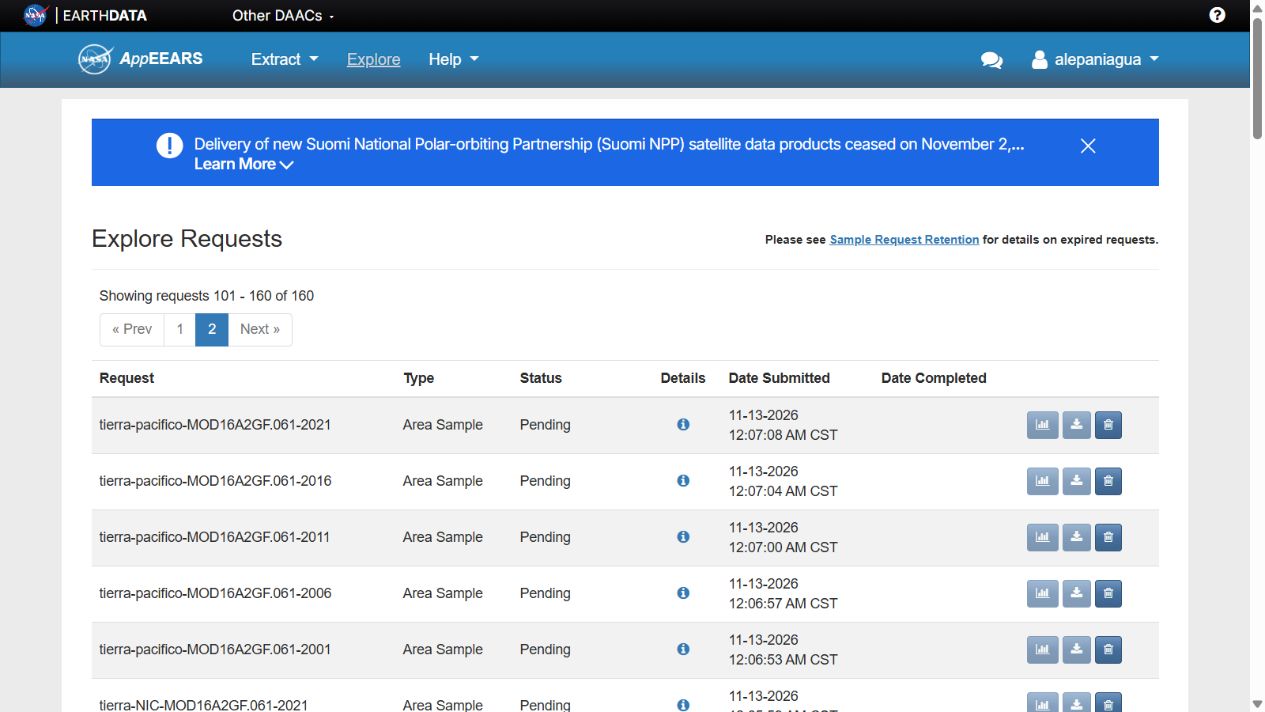 NASA EARTHDATA Other DAACs ?
NASA AppEEARS Extract Explore Help alepaniagua
! Delivery of new Suomi National Polar-orbiting Partnership (Suomi NPP) satellite data products ceased on November 2,...
Learn More
Explore Requests
Please see Sample Request Retention for details on expired requests.
Showing requests 101 - 160 of 160
« Prev 1 2 Next »
Request Type Status Details Date Submitted Date Completed
tierra-pacifico-MOD16A2GF.061-2021 Area Sample Pending 11-13-2026
12:07:08 AM CST
tierra-pacifico-MOD16A2GF.061-2016 Area Sample Pending 11-13-2026
12:07:04 AM CST
tierra-pacifico-MOD16A2GF.061-2011 Area Sample Pending 11-13-2026
12:07:00 AM CST
tierra-pacifico-MOD16A2GF.061-2006 Area Sample Pending 11-13-2026
12:06:57 AM CST
tierra-pacifico-MOD16A2GF.061-2001 Area Sample Pending 11-13-2026
12:06:53 AM CST
tierra-NIC-MOD16A2GF.061-2021 Area Sample Pending 11-13-2026